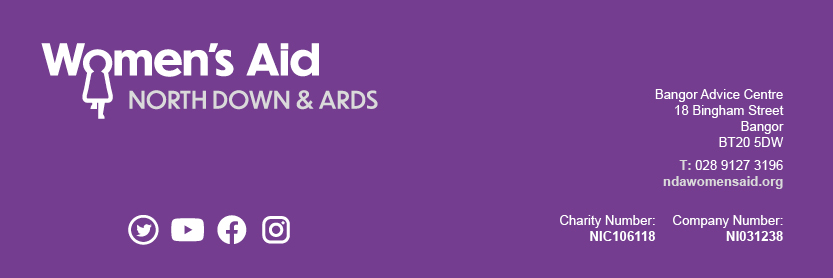 Women's Aid
NORTH DOWN & ARDS
Bangor Advice Centre
18 Bingham Street
Bangor
BT20 5DW
T: 028 9127 3196
ndawomensaid.org
Charity Number:
NIC106118
Company Number:
NI031238